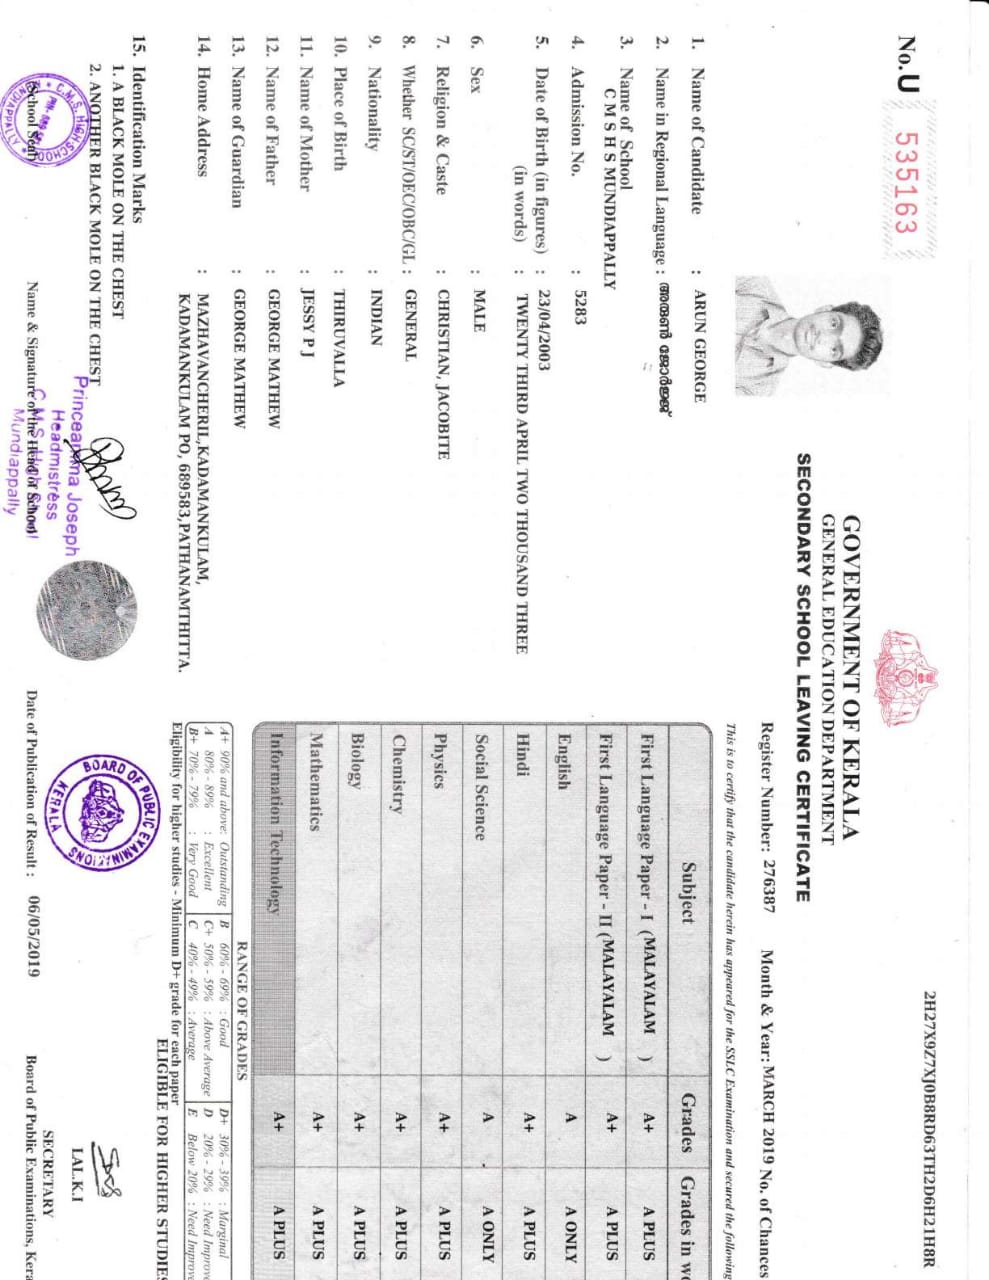 No. U 535163
2H27X9Z7XJ0B8RD63TH2D6H21H8R
GOVERNMENT OF KERALA
GENERAL EDUCATION DEPARTMENT
SECONDARY SCHOOL LEAVING CERTIFICATE
Register Number: 276387 Month & Year: MARCH 2019 No. of Chances
This is to certify that the candidate herein has appeared for the SSLC Examination and secured the following
1. Name of Candidate : ARUN GEORGE
2. Name in Regional Language : അരുൺ ജോർജ്ജ്
3. Name of School
C M S H S MUNDIAPPALLY
4. Admission No. : 5283
5. Date of Birth (in figures) : 23/04/2003
(in words) : TWENTY THIRD APRIL TWO THOUSAND THREE
6. Sex : MALE
7. Religion & Caste : CHRISTIAN, JACOBITE
8. Whether SC/ST/OEC/OBC/GL : GENERAL
9. Nationality : INDIAN
10. Place of Birth : THIRUVALLA
11. Name of Mother : JESSY P J
12. Name of Father : GEORGE MATHEW
13. Name of Guardian : GEORGE MATHEW
14. Home Address : MAZHAVANCHERIL,KADAMANKULAM,
KADAMANKULAM PO, 689583,PATHANAMTHITTA.
15. Identification Marks
1. A BLACK MOLE ON THE CHEST
2. ANOTHER BLACK MOLE ON THE CHEST
Subject Grades Grades in
First Language Paper - I (MALAYALAM ) A+ A PLUS
First Language Paper - II (MALAYALAM ) A+ A PLUS
English A A ONLY
Hindi A+ A PLUS
Social Science A A ONLY
Physics A+ A PLUS
Chemistry A+ A PLUS
Biology A+ A PLUS
Mathematics A+ A PLUS
Information Technology A+ A PLUS
RANGE OF GRADES
A+ 90% and above: Outstanding B 60% - 69% : Good D+ 30% - 39% : Marginal
A 80% - 89% : Excellent C+ 50% - 59% : Above Average D 20% - 29% : Need Improve
B+ 70% - 79% : Very Good C 40% - 49% : Average E Below 20% : Need Improve
Eligibility for higher studies - Minimum D+ grade for each paper
ELIGIBLE FOR HIGHER STUDIES
C.M.S. HIGH SCHOOL
MUNDIAPPALLY
(School Seal)
Name & Signature of the Head of School
Princeamma Joseph
Headmistress
C.M.S. High School
Mundiappally
BOARD OF PUBLIC EXAMINATIONS
KERALA
Date of Publication of Result : 06/05/2019
LAL.K.I
SECRETARY
Board of Public Examinations, Kera